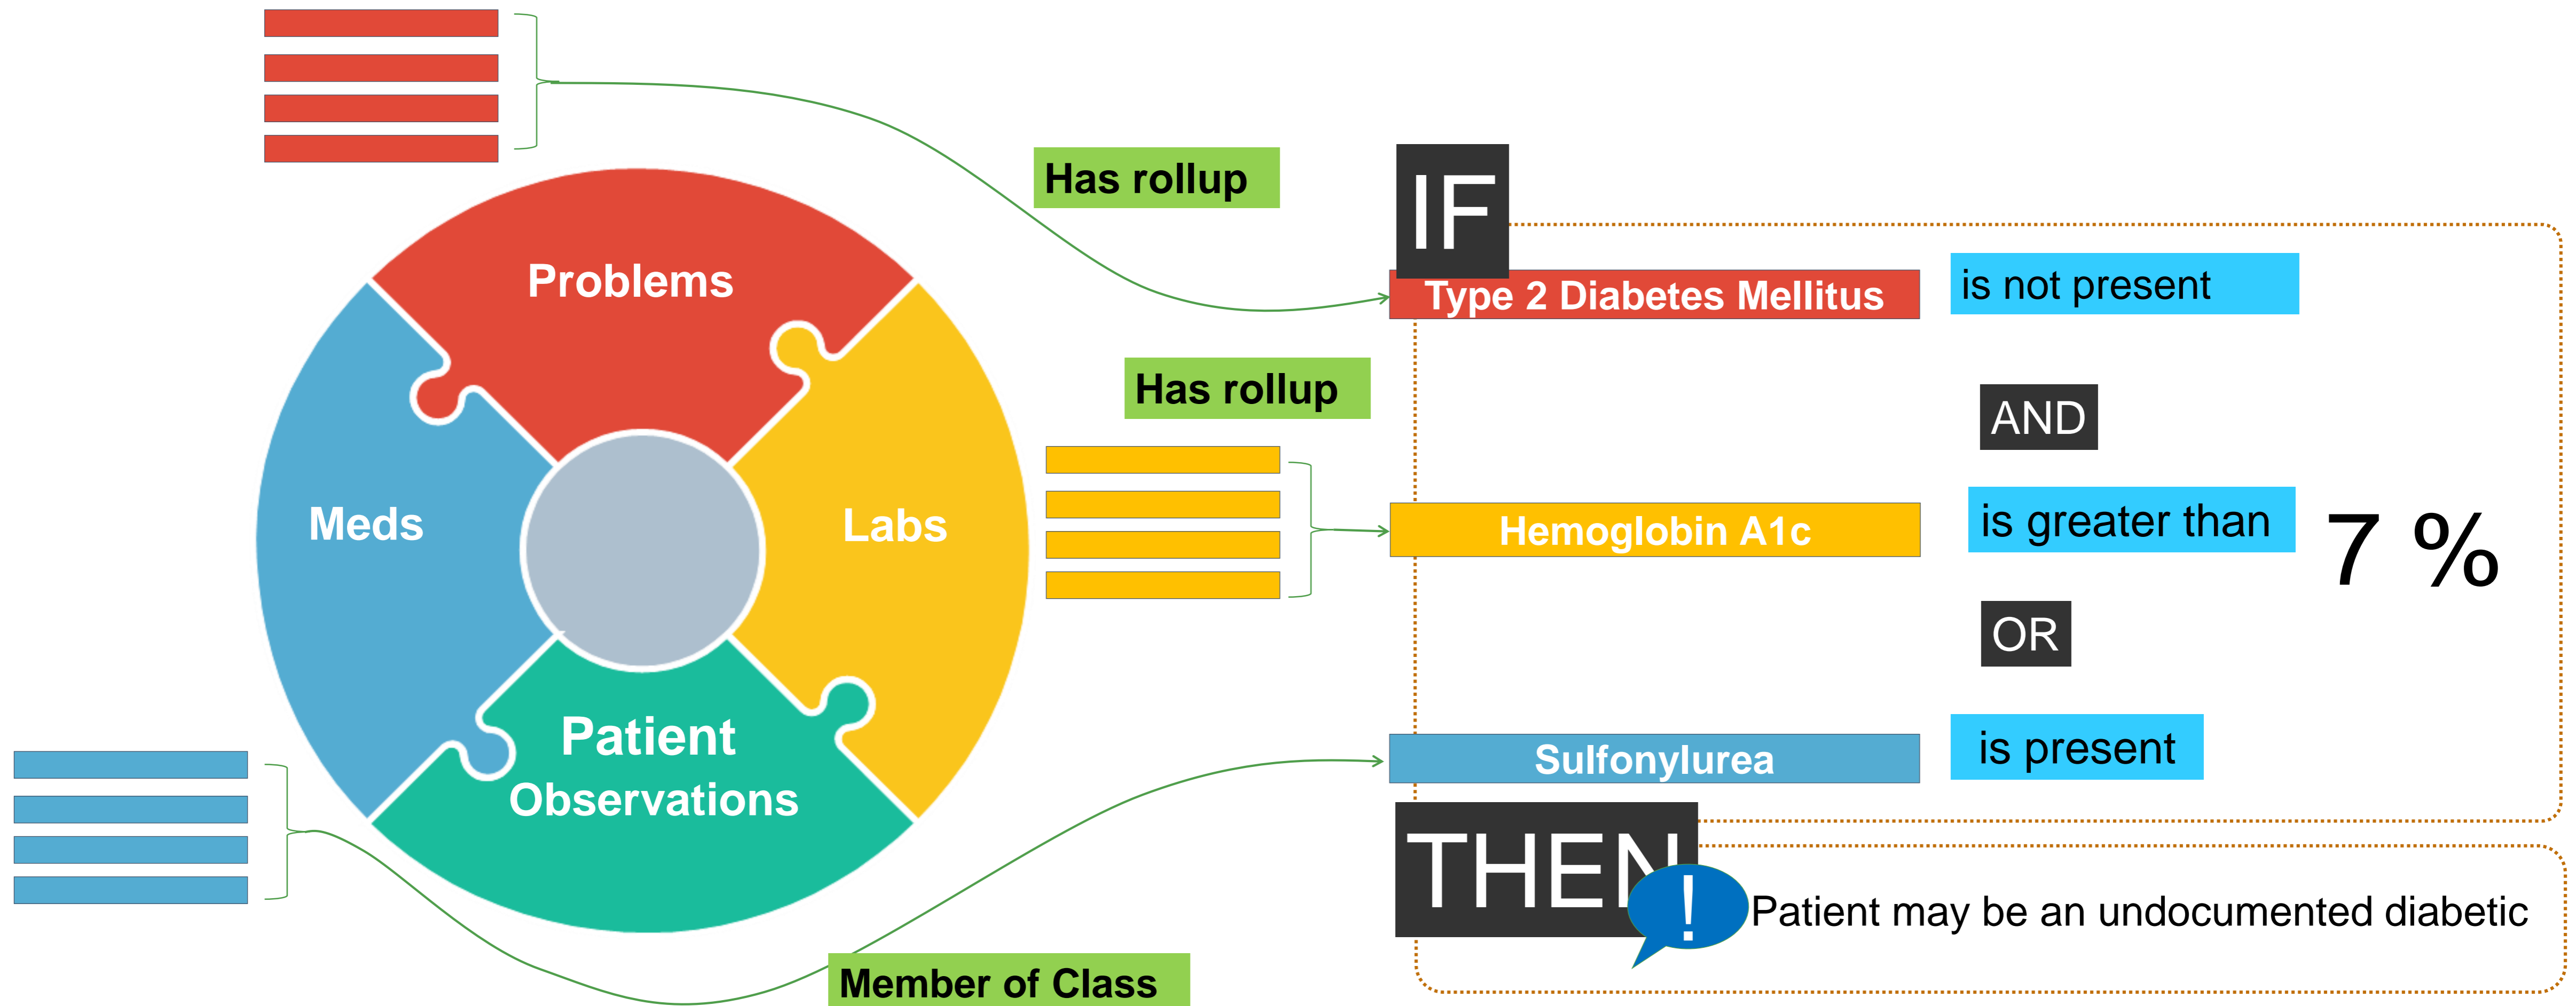 Problems
Meds
Labs
Patient
Observations
Has rollup
Has rollup
Member of Class
IF
Type 2 Diabetes Mellitus
is not present
AND
Hemoglobin A1c
is greater than
7 %
OR
Sulfonylurea
is present
THEN
!
Patient may be an undocumented diabetic